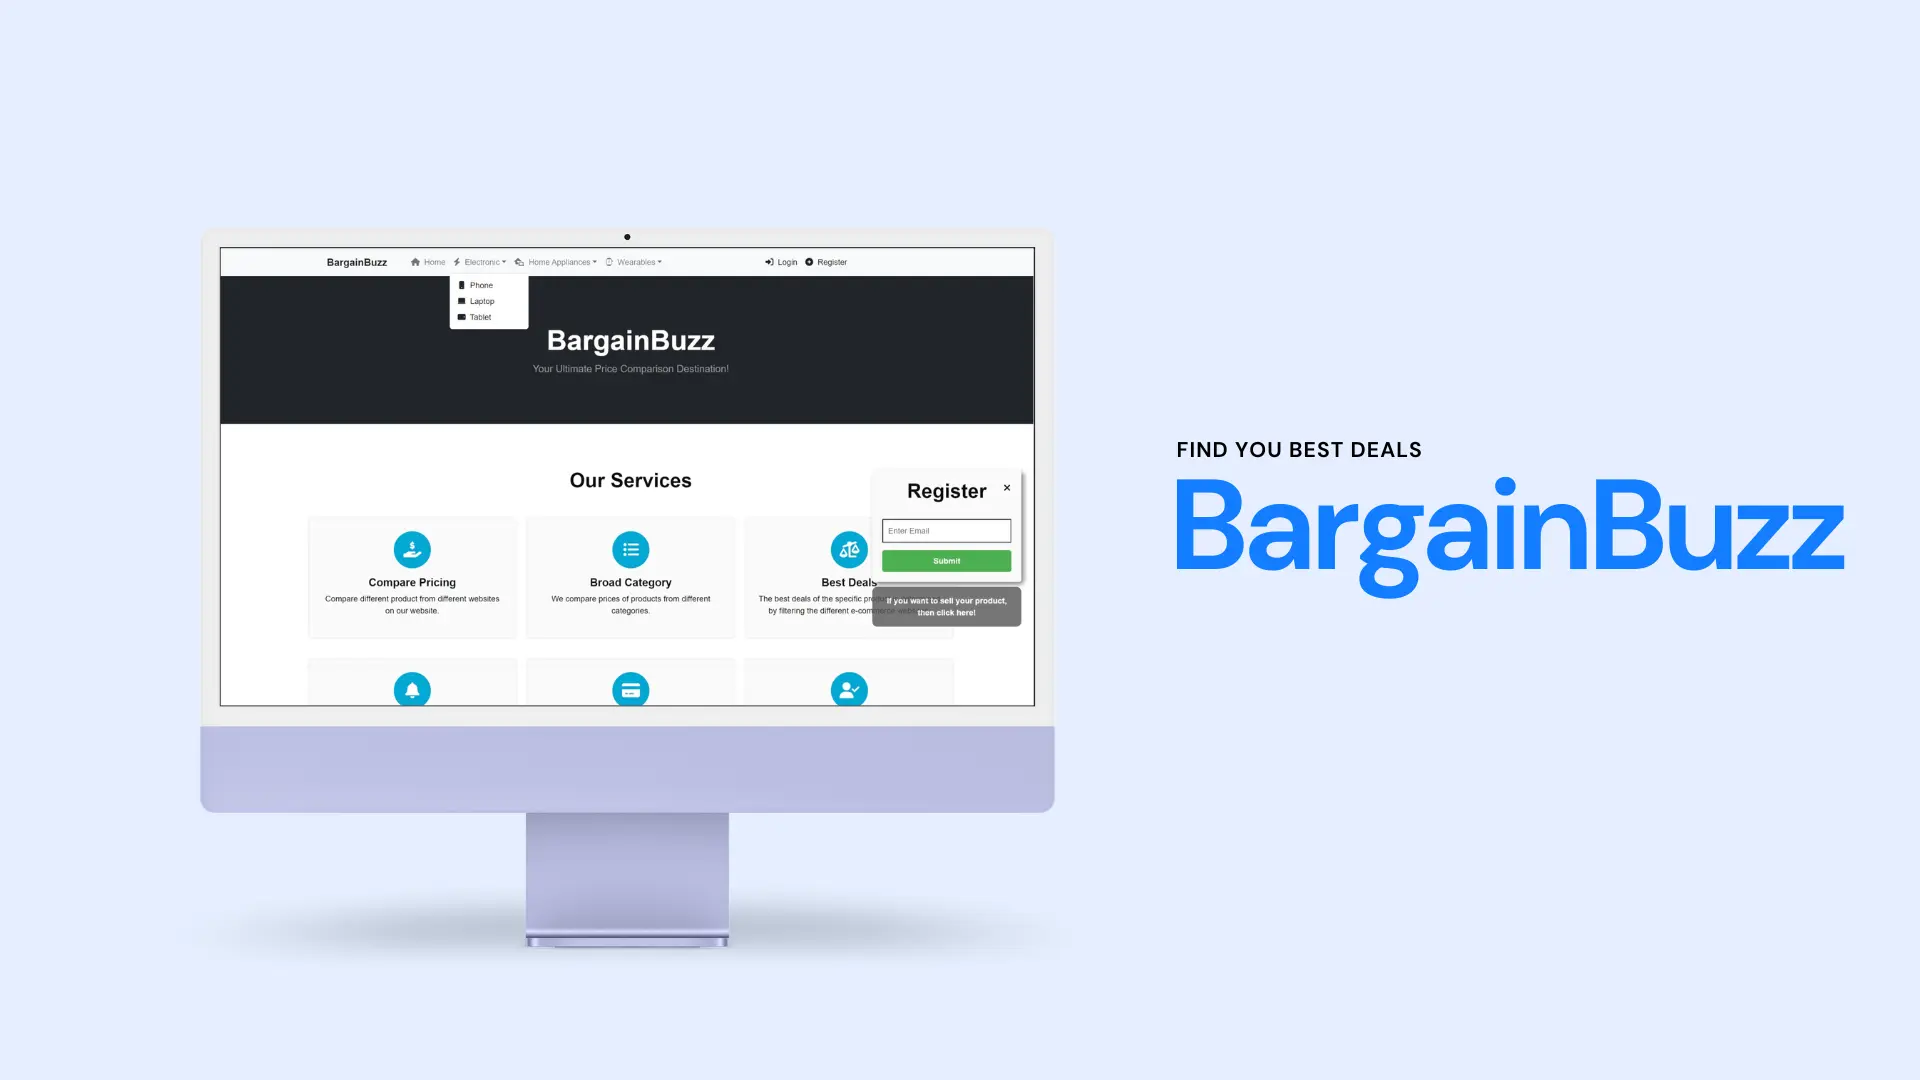 BargainBuzz Home Electronic Home Appliances Wearables Login Register
Phone
Laptop
Tablet
BargainBuzz
Your Ultimate Price Comparison Destination!
Our Services
Compare Pricing
Compare different product from different websites
on our website.
Broad Category
We compare prices of products from different
categories.
Best Deals
The best deals of the specific
by filtering the different
Register ×
Enter Email
Submit
If you want to sell your product,
then click here!
FIND YOU BEST DEALS
BargainBuzz